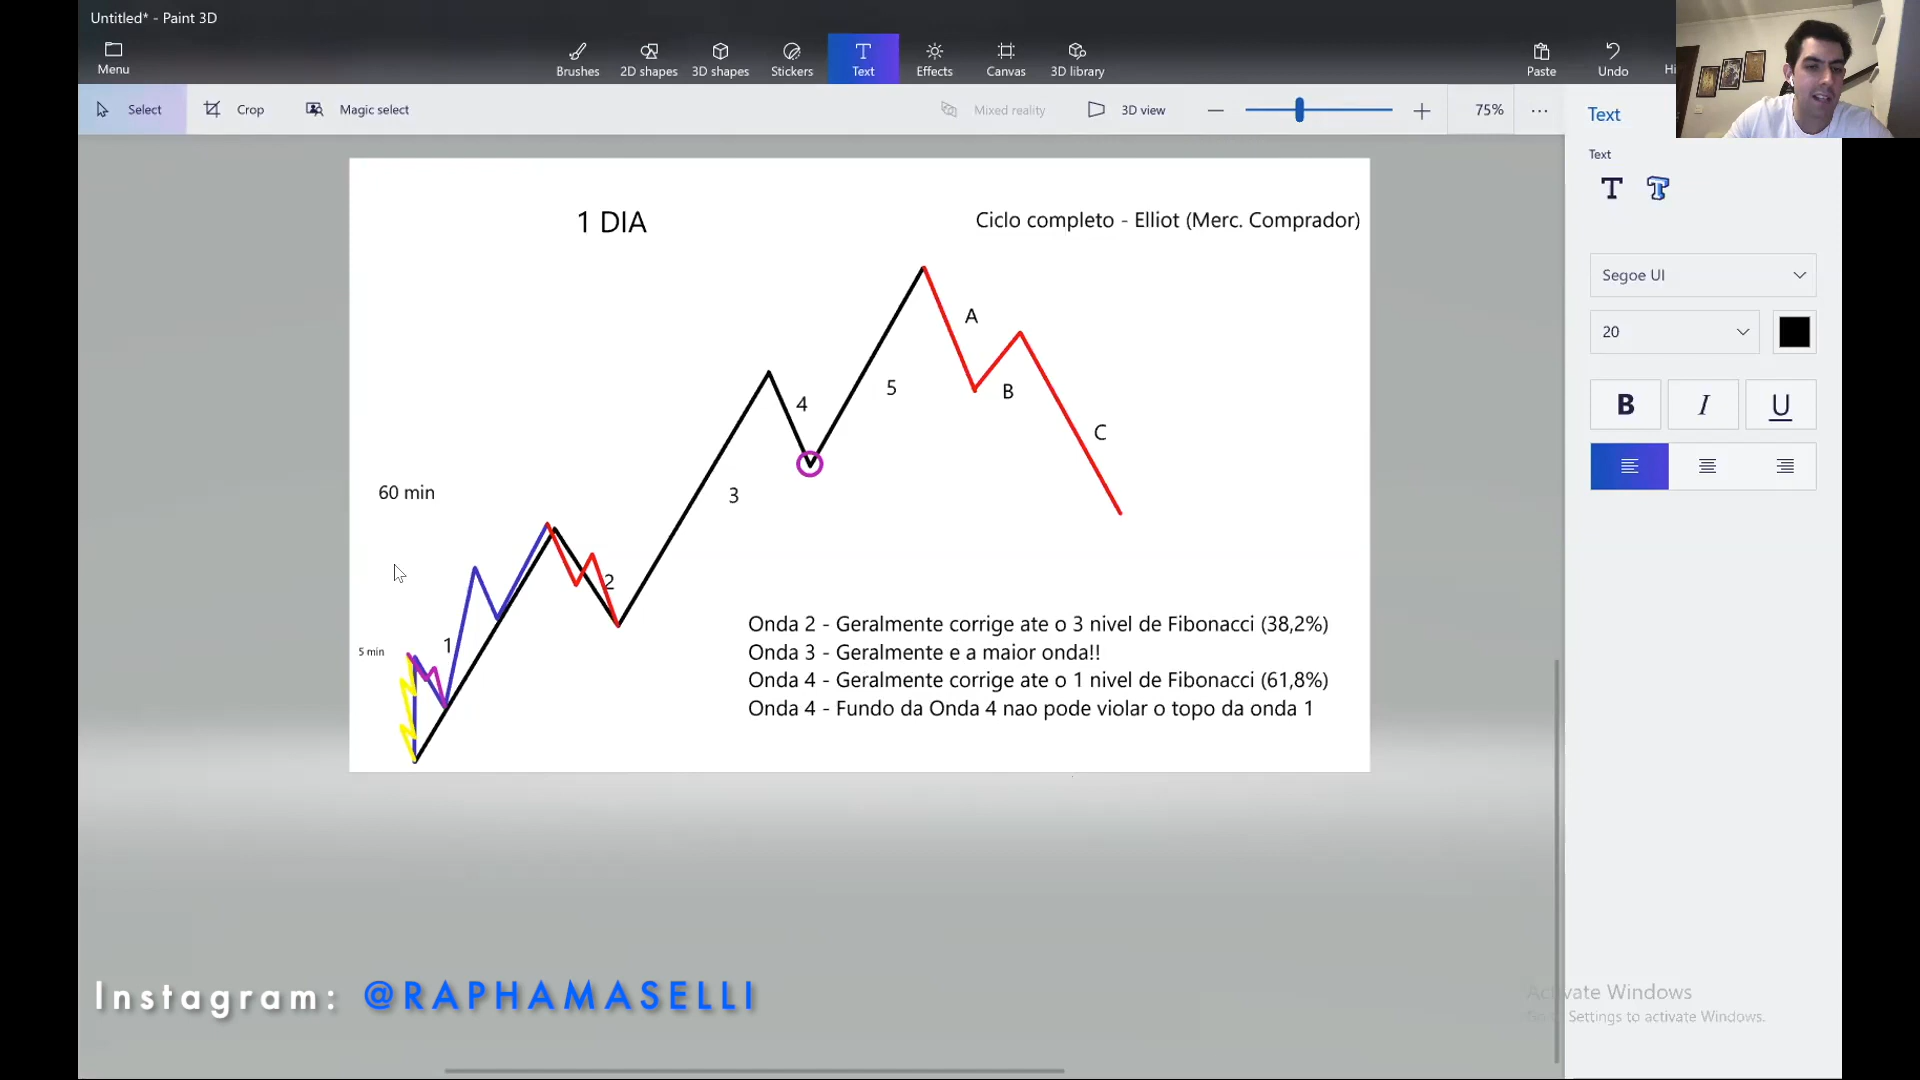 Untitled* - Paint 3D
Menu
Brushes
2D shapes
3D shapes
Stickers
Text
Effects
Canvas
3D library
Paste
Undo
Hi
Select
Crop
Magic select
Mixed reality
3D view
75%
Text
Text
Segoe UI
20
B
I
U
1 DIA
Ciclo completo - Elliot (Merc. Comprador)
A
B
C
5
4
3
60 min
2
1
5 min
Onda 2 - Geralmente corrige ate o 3 nivel de Fibonacci (38,2%)
Onda 3 - Geralmente e a maior onda!!
Onda 4 - Geralmente corrige ate o 1 nivel de Fibonacci (61,8%)
Onda 4 - Fundo da Onda 4 nao pode violar o topo da onda 1
Instagram: @RAPHAMASELLI
Activate Windows
Go to Settings to activate Windows.